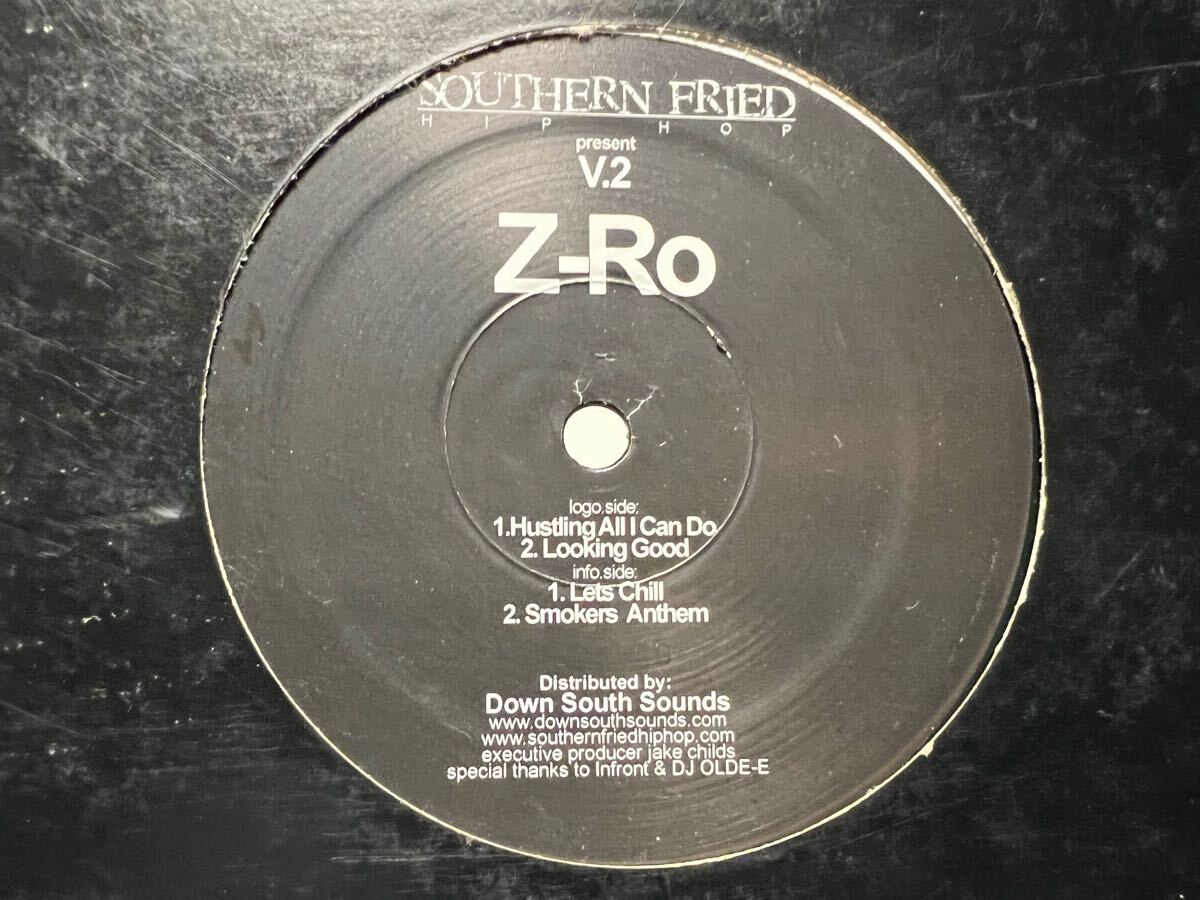 SOUTHERN FRIED
HIP HOP
present
V.2
Z-Ro
logo.side:
1.Hustling All I Can Do
2. Looking Good
info.side:
1. Lets Chill
2. Smokers Anthem
Distributed by:
Down South Sounds
www.downsouthsounds.com
www.southernfriedhiphop.com
executive producer jake childs
special thanks to Infront & DJ OLDE-E